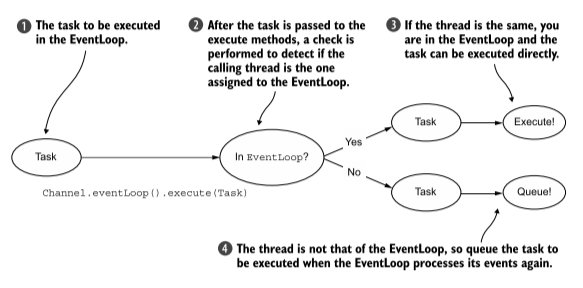 1 The task to be executed
in the EventLoop.
2 After the task is passed to the
execute methods, a check is
performed to detect if the
calling thread is the one
assigned to the EventLoop.
3 If the thread is the same, you
are in the EventLoop and the
task can be executed directly.
Task
Channel.eventLoop().execute(Task)
In EventLoop?
Yes
No
Task
Execute!
Task
Queue!
4 The thread is not that of the EventLoop, so queue the task to
be executed when the EventLoop processes its events again.